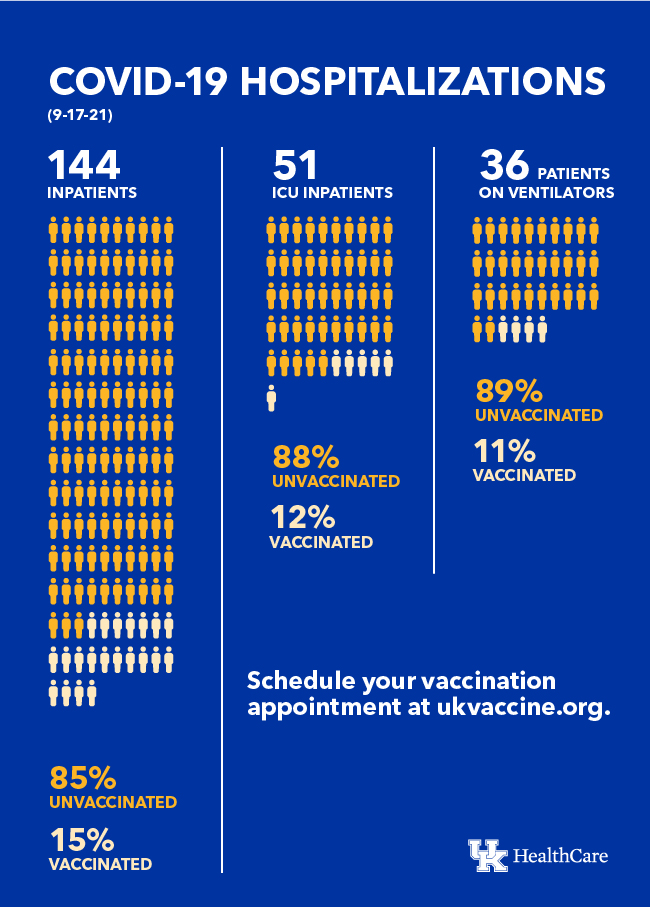 COVID-19 HOSPITALIZATIONS
(9-17-21)
144
INPATIENTS
85%
UNVACCINATED
15%
VACCINATED
51
ICU INPATIENTS
88%
UNVACCINATED
12%
VACCINATED
36 PATIENTS
ON VENTILATORS
89%
UNVACCINATED
11%
VACCINATED
Schedule your vaccination
appointment at ukvaccine.org.
UK HealthCare